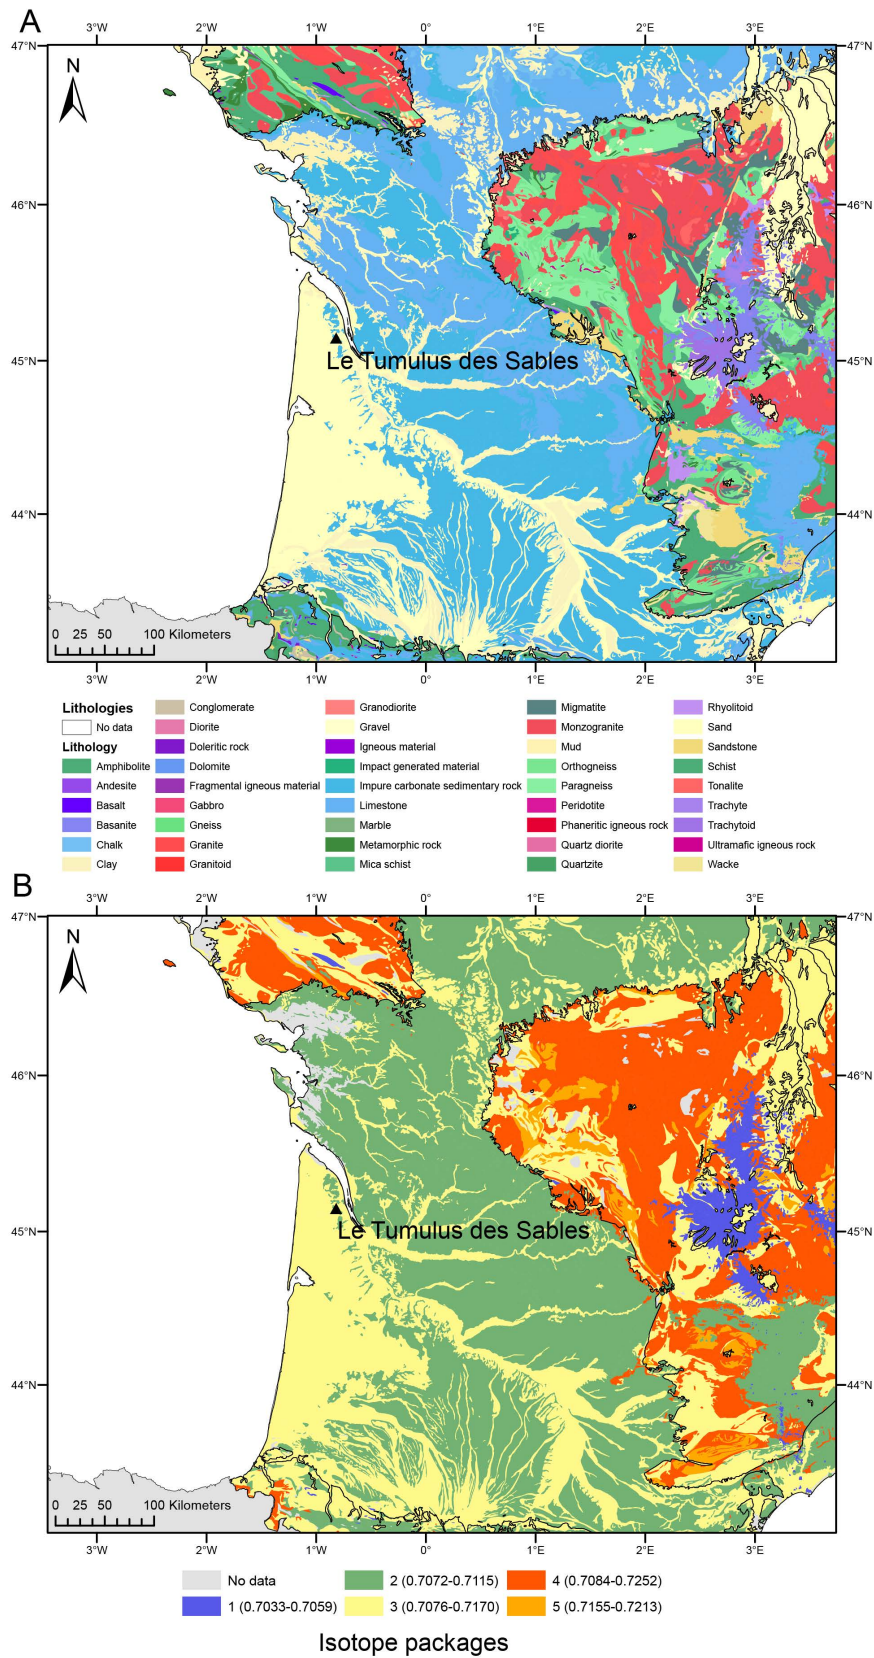 A
3°W 2°W 1°W 0° 1°E 2°E 3°E
47°N 47°N
N
46°N 46°N
45°N 45°N
Le Tumulus des Sables
44°N 44°N
0 25 50 100 Kilometers
3°W 2°W 1°W 0° 1°E 2°E 3°E
Lithologies
No data
Lithology
Amphibolite
Andesite
Basalt
Basanite
Chalk
Clay
Conglomerate
Diorite
Doleritic rock
Dolomite
Fragmental igneous material
Gabbro
Gneiss
Granite
Granitoid
Granodiorite
Gravel
Igneous material
Impact generated material
Impure carbonate sedimentary rock
Limestone
Marble
Metamorphic rock
Mica schist
Migmatite
Monzogranite
Mud
Orthogneiss
Paragneiss
Peridotite
Phaneritic igneous rock
Quartz diorite
Quartzite
Rhyolitoid
Sand
Sandstone
Schist
Tonalite
Trachyte
Trachytoid
Ultramafic igneous rock
Wacke
B
3°W 2°W 1°W 0° 1°E 2°E 3°E
47°N 47°N
N
46°N 46°N
45°N 45°N
Le Tumulus des Sables
44°N 44°N
0 25 50 100 Kilometers
3°W 2°W 1°W 0° 1°E 2°E 3°E
No data
1 (0.7033-0.7059)
2 (0.7072-0.7115)
3 (0.7076-0.7170)
4 (0.7084-0.7252)
5 (0.7155-0.7213)
Isotope packages